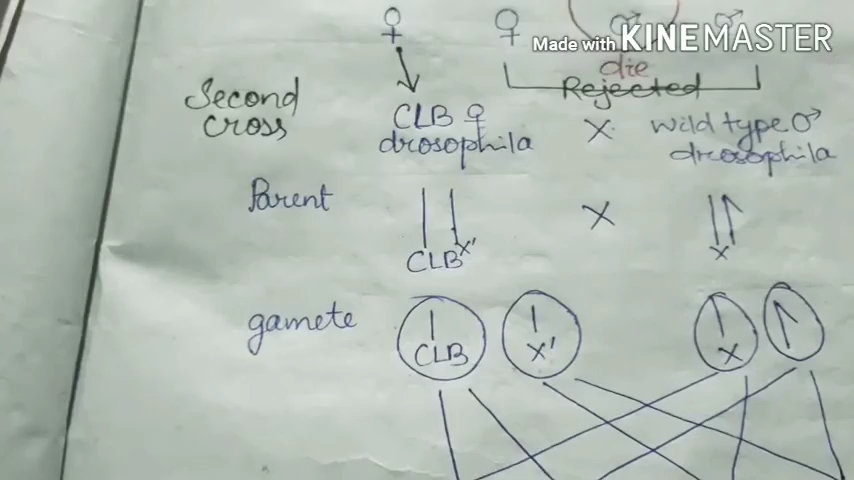 ♀ ♀ ♂ ♂
Made with KINEMASTER
die
Rejected
Second
cross
CLB ♀ × wild type ♂
drosophila drosophila
Parent ×
CLB X' X
gamete
CLB X' X